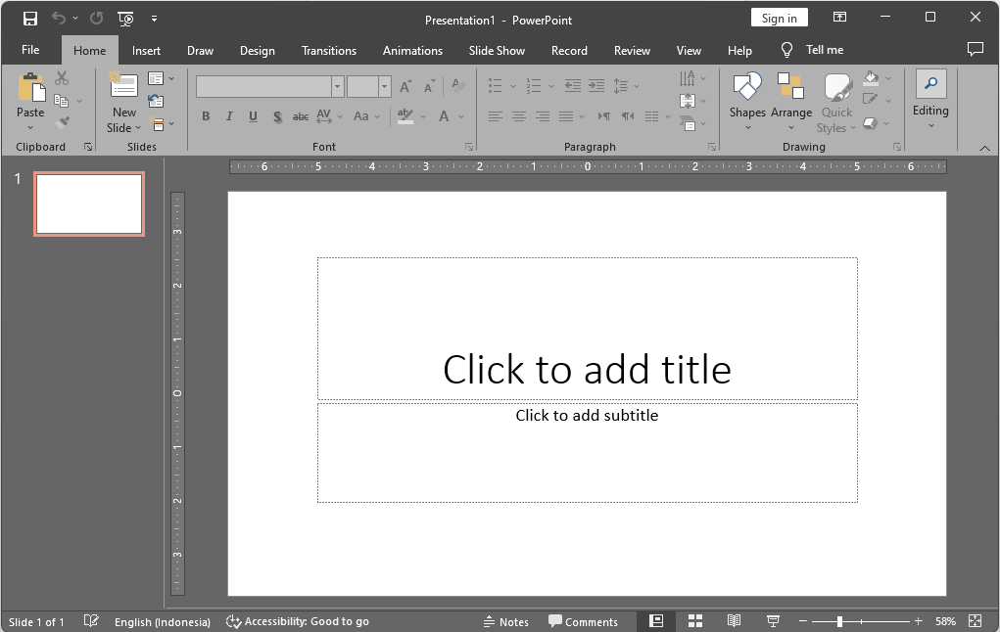 Presentation1 - PowerPoint
Sign in
File Home Insert Draw Design Transitions Animations Slide Show Record Review View Help Tell me
Paste
New Slide
B I U S abc AV Aa ab A
Shapes Arrange Quick Styles
Editing
Clipboard Slides Font Paragraph Drawing
1
6 5 4 3 2 1 0 1 2 3 4 5 6
3
2
1
0
1
2
3
Click to add title
Click to add subtitle
Slide 1 of 1 English (Indonesia) Accessibility: Good to go Notes Comments 58%